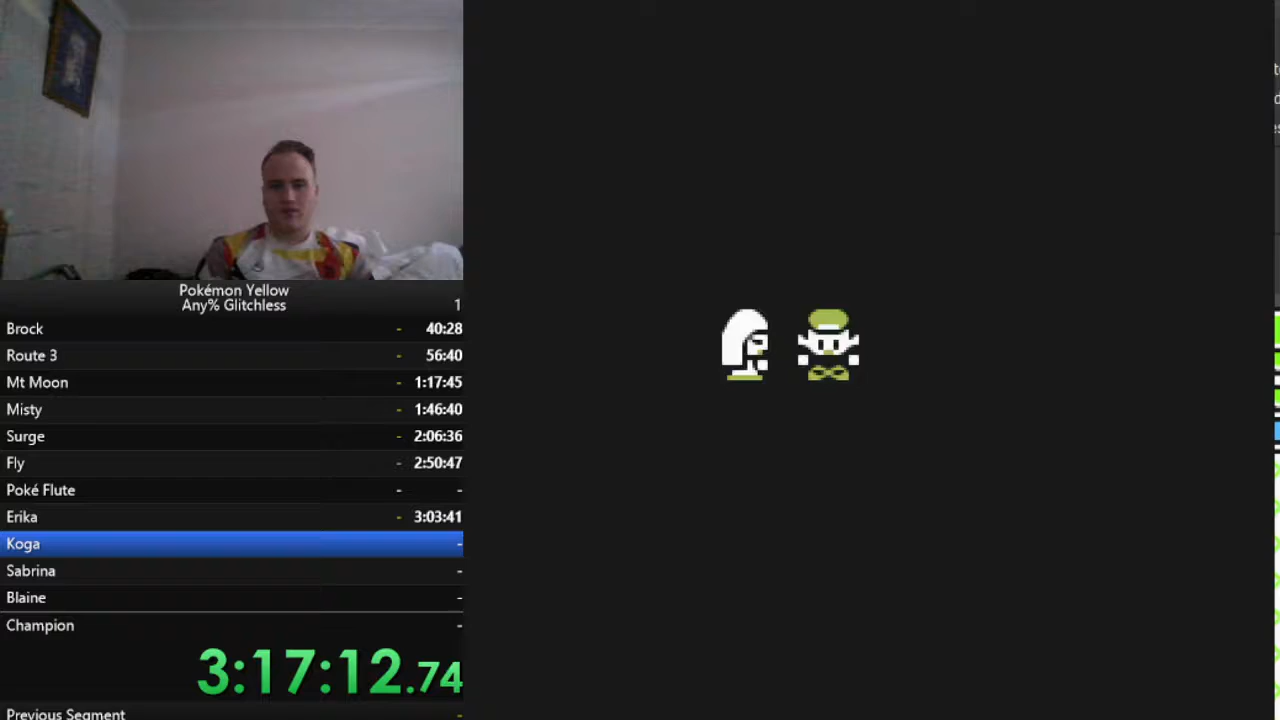 Pokémon Yellow
Any% Glitchless 1
Brock - 40:28
Route 3 - 56:40
Mt Moon - 1:17:45
Misty - 1:46:40
Surge - 2:06:36
Fly - 2:50:47
Poké Flute - -
Erika - 3:03:41
Koga -
Sabrina -
Blaine -
Champion -
3:17:12.74
Previous Segment -